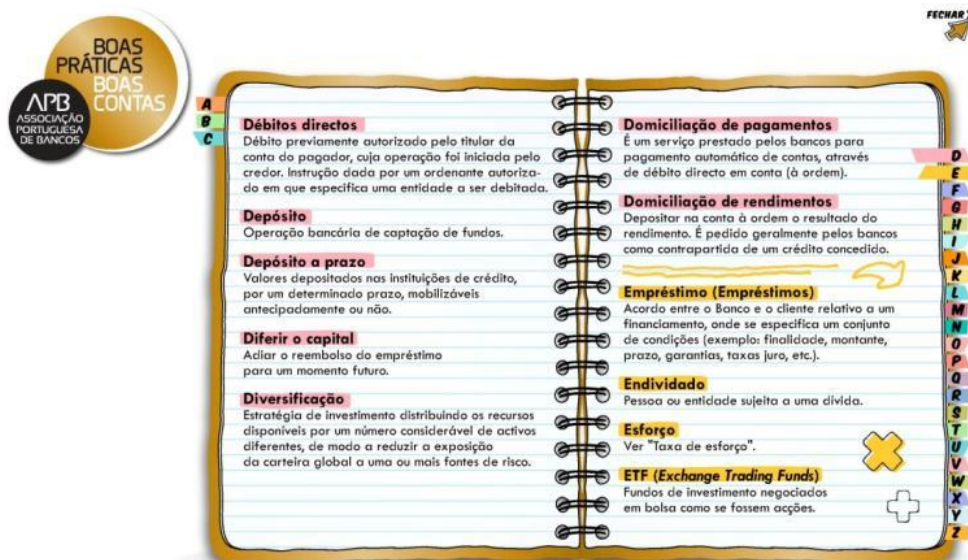 FECHAR
BOAS
PRÁTICAS
BOAS
CONTAS
APB
ASSOCIAÇÃO
PORTUGUESA
DE BANCOS
A
B
C
Débitos directos
Débito previamente autorizado pelo titular da
conta do pagador, cuja operação foi iniciada pelo
credor. Instrução dada por um ordenante autoriza-
do em que especifica uma entidade a ser debitada.
Depósito
Operação bancária de captação de fundos.
Depósito a prazo
Valores depositados nas instituições de crédito,
por um determinado prazo, mobilizáveis
antecipadamente ou não.
Diferir o capital
Adiar o reembolso do empréstimo
para um momento futuro.
Diversificação
Estratégia de investimento distribuindo os recursos
disponíveis por um número considerável de activos
diferentes, de modo a reduzir a exposição
da carteira global a uma ou mais fontes de risco.
Domiciliação de pagamentos
É um serviço prestado pelos bancos para
pagamento automático de contas, através
de débito directo em conta (à ordem).
Domiciliação de rendimentos
Depositar na conta à ordem o resultado do
rendimento. É pedido geralmente pelos bancos
como contrapartida de um crédito concedido.
Empréstimo (Empréstimos)
Acordo entre o Banco e o cliente relativo a um
financiamento, onde se especifica um conjunto
de condições (exemplo: finalidade, montante,
prazo, garantias, taxas juro, etc.).
Endividado
Pessoa ou entidade sujeita a uma dívida.
Esforço
Ver "Taxa de esforço".
ETF (Exchange Trading Funds)
Fundos de investimento negociados
em bolsa como se fossem acções.
D
E
F
G
H
I
J
K
L
M
N
O
P
Q
R
S
T
U
V
W
X
Y
Z